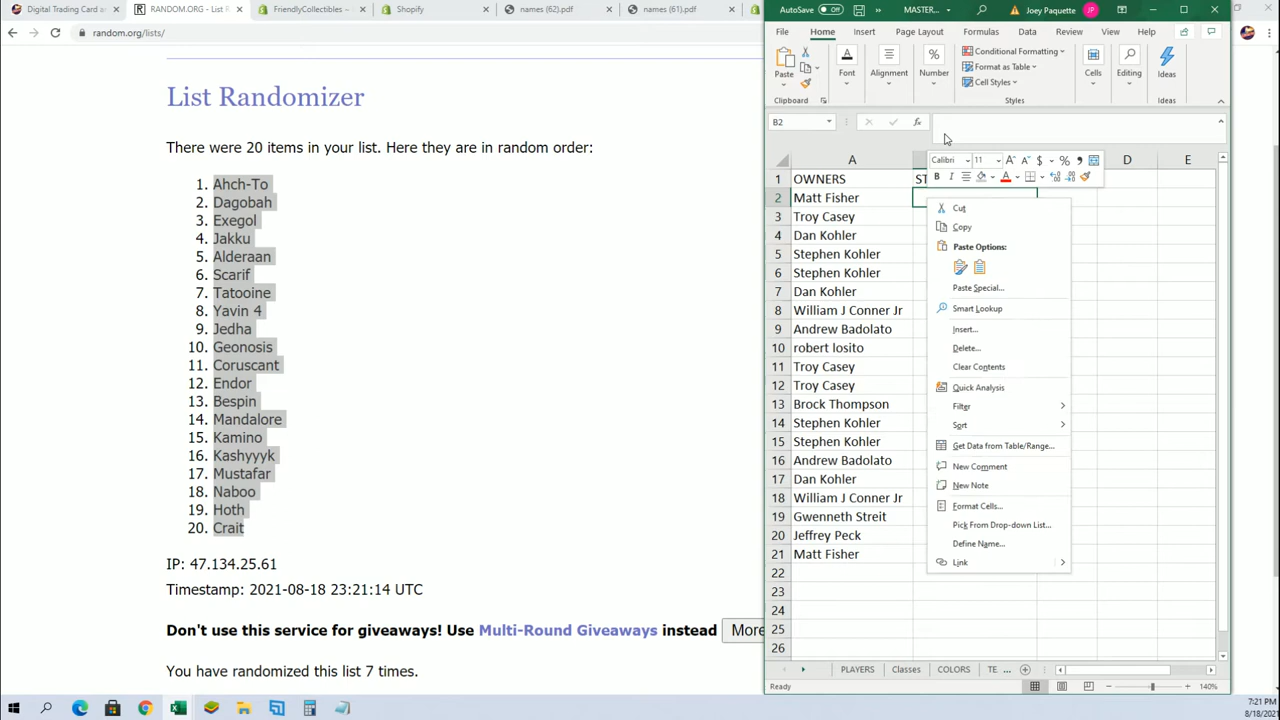 Digital Trading Card an
RANDOM.ORG - List R
FriendlyCollectibles -
Shopify
names (62).pdf
names (61).pdf
random.org/lists/
List Randomizer
There were 20 items in your list. Here they are in random order:
1. Ahch-To
2. Dagobah
3. Exegol
4. Jakku
5. Alderaan
6. Scarif
7. Tatooine
8. Yavin 4
9. Jedha
10. Geonosis
11. Coruscant
12. Endor
13. Bespin
14. Mandalore
15. Kamino
16. Kashyyyk
17. Mustafar
18. Naboo
19. Hoth
20. Crait
IP: 47.134.25.61
Timestamp: 2021-08-18 23:21:14 UTC
Don't use this service for giveaways! Use Multi-Round Giveaways instead More
You have randomized this list 7 times.
AutoSave Off MASTER... Joey Paquette JP
File Home Insert Draw Page Layout Formulas Data Review View Help
Paste
Font
Alignment
Number
Conditional Formatting
Format as Table
Cell Styles
Cells
Editing
Ideas
Clipboard
Styles
Ideas
B2
fx
A D E
1 OWNERS ST
2 Matt Fisher
3 Troy Casey
4 Dan Kohler
5 Stephen Kohler
6 Stephen Kohler
7 Dan Kohler
8 William J Conner Jr
9 Andrew Badolato
10 robert losito
11 Troy Casey
12 Troy Casey
13 Brock Thompson
14 Stephen Kohler
15 Stephen Kohler
16 Andrew Badolato
17 Dan Kohler
18 William J Conner Jr
19 Gwenneth Streit
20 Jeffrey Peck
21 Matt Fisher
22
23
24
25
26
Calibri 11 A A $ % ,
B I A
Cut
Copy
Paste Options:
Paste Special...
Smart Lookup
Insert...
Delete...
Clear Contents
Quick Analysis
Filter
Sort
Get Data from Table/Range...
New Comment
New Note
Format Cells...
Pick From Drop-down List...
Define Name...
Link
PLAYERS Classes COLORS TE ...
Ready
140%
7:21 PM
8/18/2021